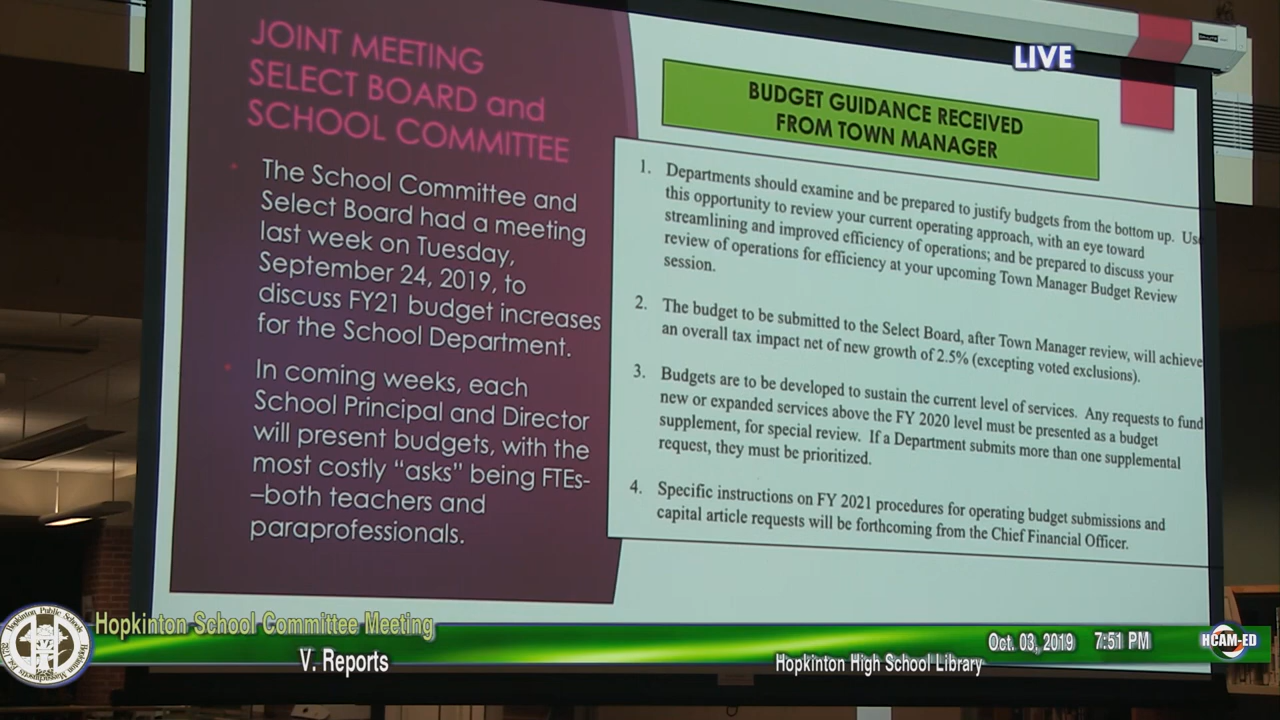 JOINT MEETING
SELECT BOARD and
SCHOOL COMMITTEE
The School Committee and
Select Board had a meeting
last week on Tuesday,
September 24, 2019, to
discuss FY21 budget increases
for the School Department.
In coming weeks, each
School Principal and Director
will present budgets, with the
most costly “asks” being FTEs-
–both teachers and
paraprofessionals.
LIVE
BUDGET GUIDANCE RECEIVED
FROM TOWN MANAGER
1. Departments should examine and be prepared to justify budgets from the bottom up. Use
this opportunity to review your current operating approach, with an eye toward
streamlining and improved efficiency of operations; and be prepared to discuss your
review of operations for efficiency at your upcoming Town Manager Budget Review
session.
2. The budget to be submitted to the Select Board, after Town Manager review, will achieve
an overall tax impact net of new growth of 2.5% (excepting voted exclusions).
3. Budgets are to be developed to sustain the current level of services. Any requests to fund
new or expanded services above the FY 2020 level must be presented as a budget
supplement, for special review. If a Department submits more than one supplemental
request, they must be prioritized.
4. Specific instructions on FY 2021 procedures for operating budget submissions and
capital article requests will be forthcoming from the Chief Financial Officer.
Hopkinton Public Schools
Hopkinton School Committee Meeting
V. Reports
Oct. 03, 2019 7:51 PM
Hopkinton High School Library
HCAM-ED